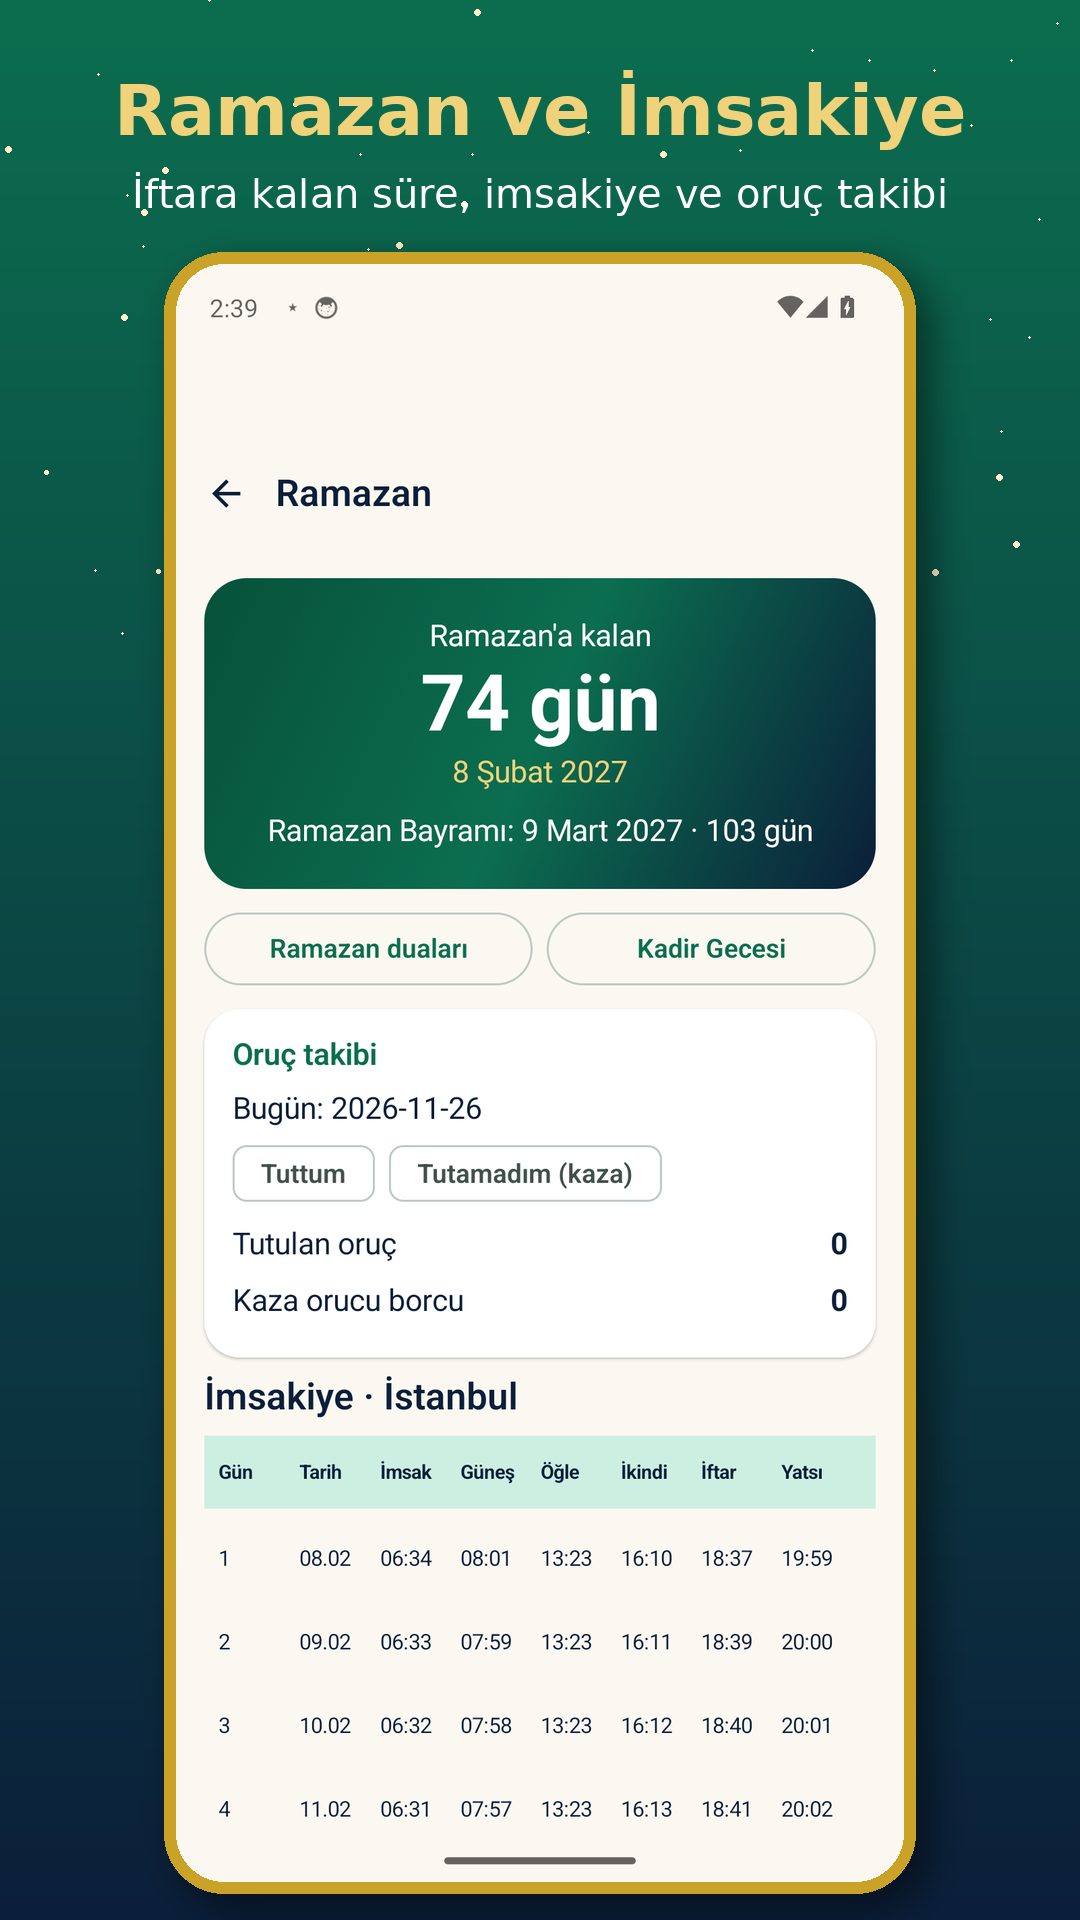 Ramazan ve İmsakiye
İftara kalan süre, imsakiye ve oruç takibi
2:39
Ramazan
Ramazan'a kalan
74 gün
8 Şubat 2027
Ramazan Bayramı: 9 Mart 2027 · 103 gün
Ramazan duaları Kadir Gecesi
Oruç takibi
Bugün: 2026-11-26
Tuttum Tutamadım (kaza)
Tutulan oruç 0
Kaza orucu borcu 0
İmsakiye · İstanbul
Gün Tarih İmsak Güneş Öğle İkindi İftar Yatsı
1 08.02 06:34 08:01 13:23 16:10 18:37 19:59
2 09.02 06:33 07:59 13:23 16:11 18:39 20:00
3 10.02 06:32 07:58 13:23 16:12 18:40 20:01
4 11.02 06:31 07:57 13:23 16:13 18:41 20:02